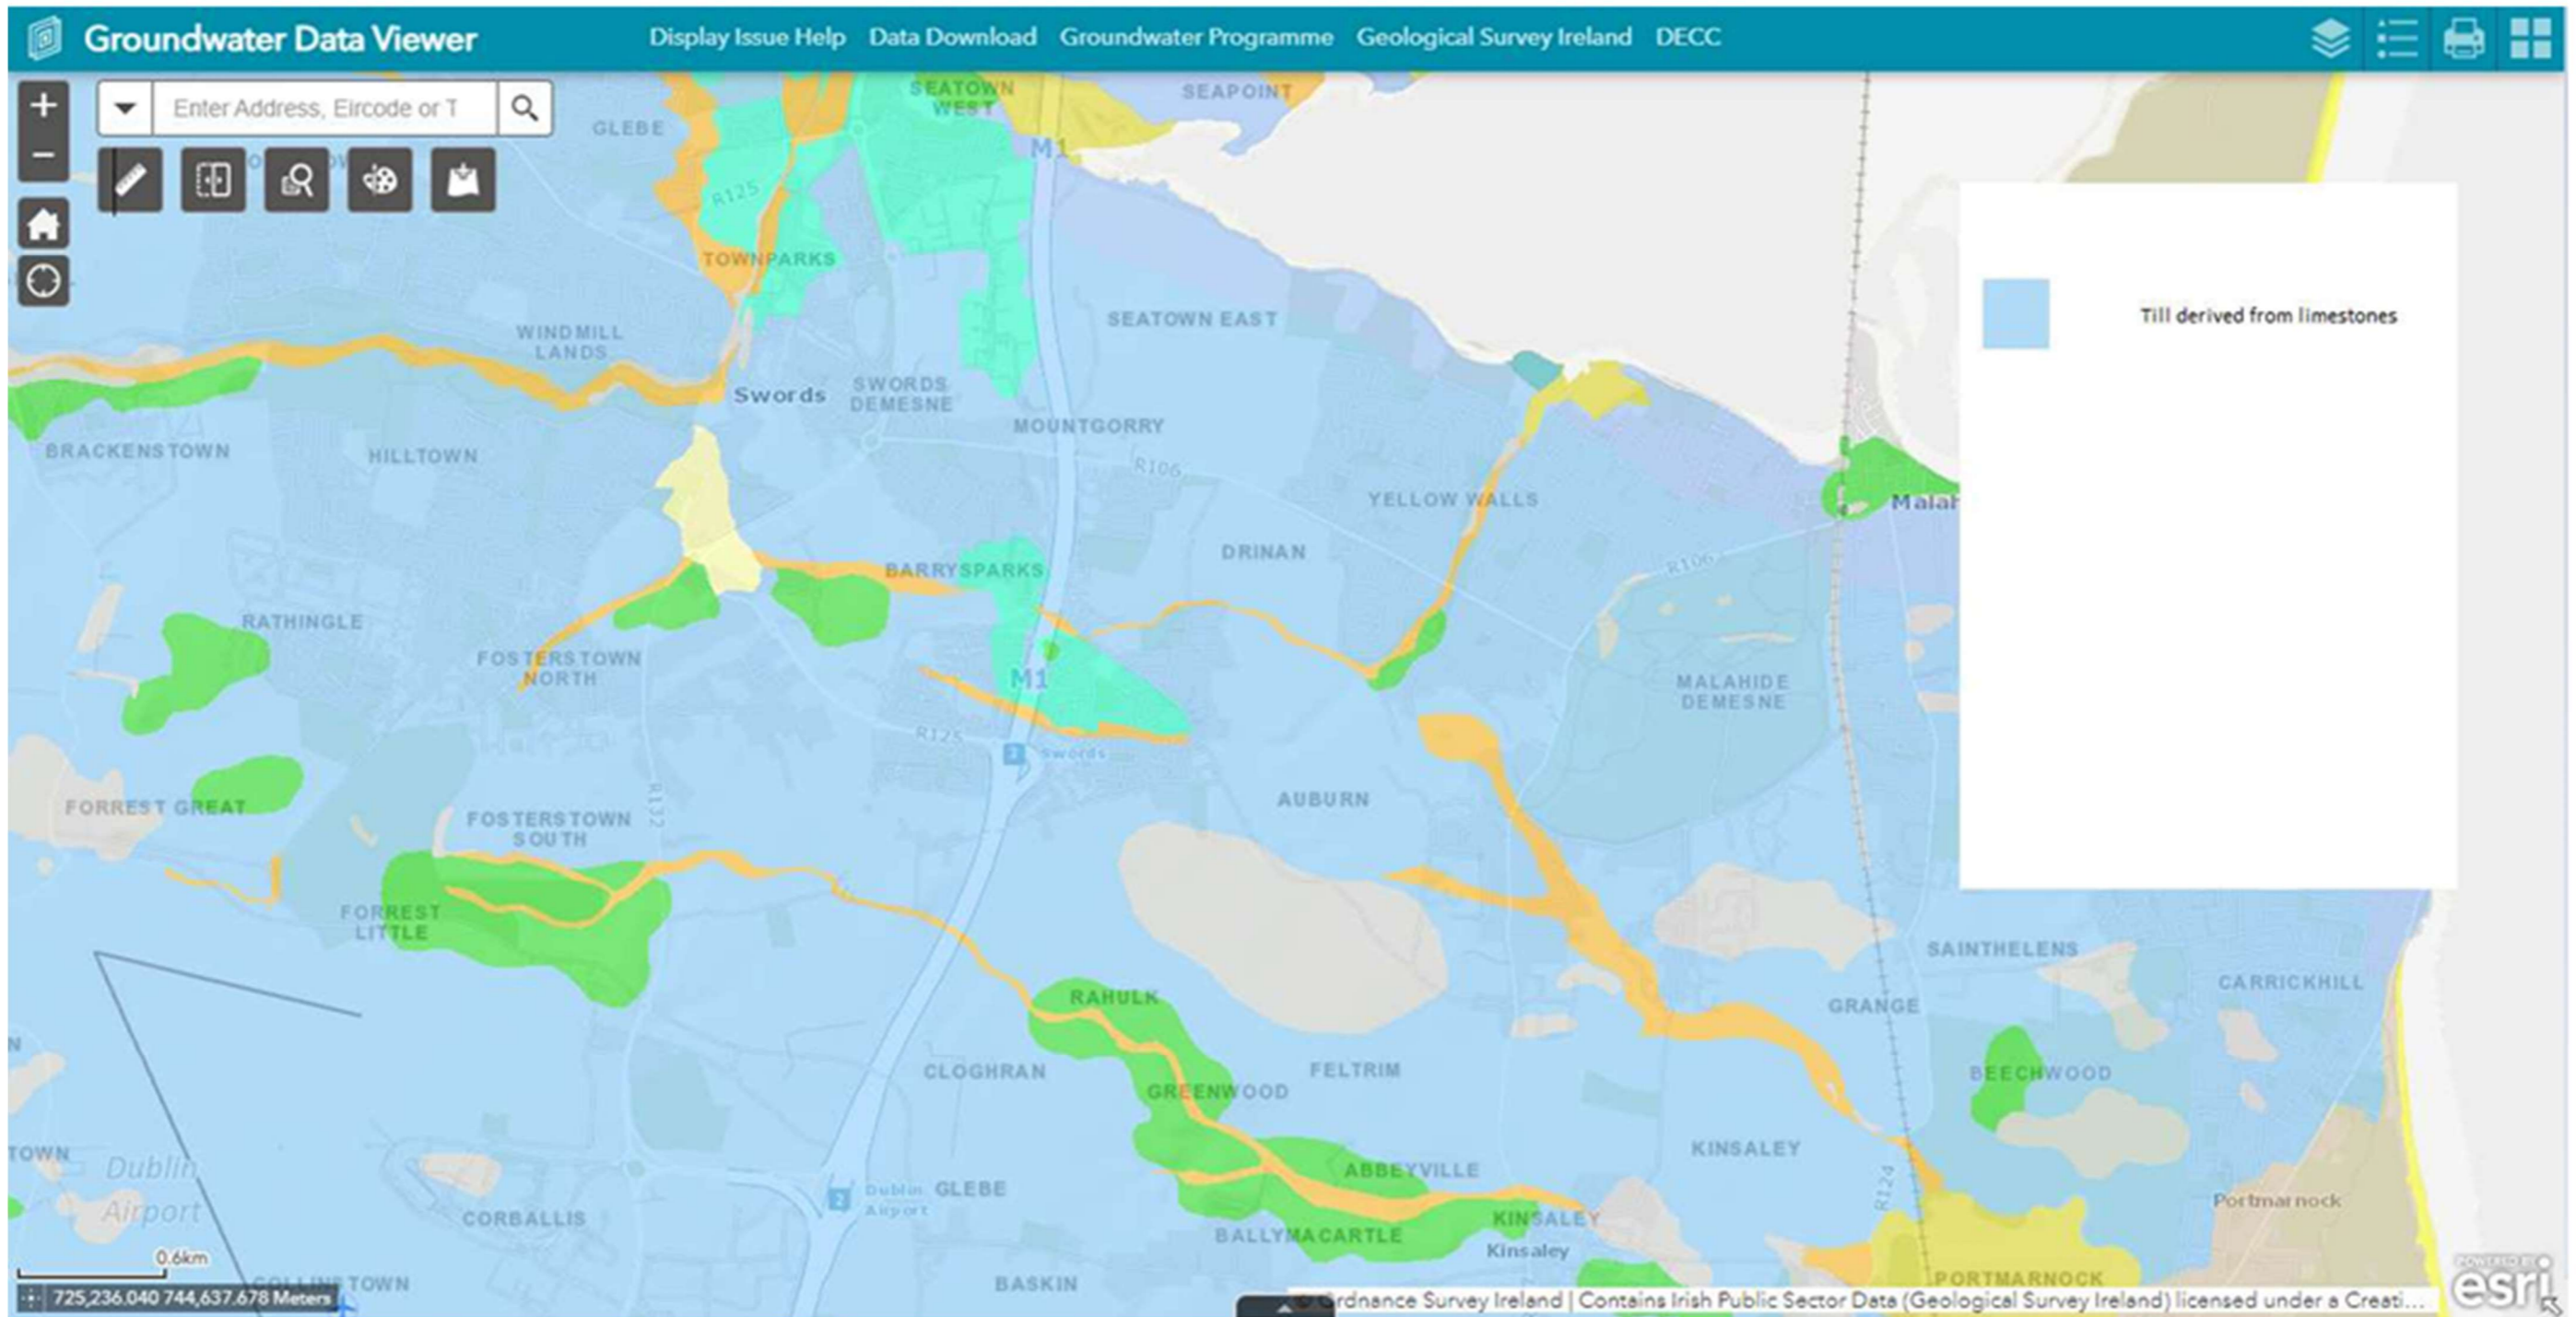 Groundwater Data Viewer
Display Issue Help Data Download Groundwater Programme Geological Survey Ireland DECC
Enter Address, Eircode or T
SEATOWN
WEST
SEAPOINT
GLEBE
M1
R125
TOWNPARKS
SEATOWN EAST
Till derived from limestones
WINDMILL
LANDS
Swords
SWORDS
DEMESNE
MOUNTGORRY
BRACKENSTOWN
HILLTOWN
R106
YELLOW WALLS
Malah
DRINAN
BARRYSPARKS
R106
RATHINGLE
FOSTERSTOWN
NORTH
M1
MALAHIDE
DEMESNE
R125
3
Swords
R132
FORREST GREAT
FOSTERSTOWN
SOUTH
AUBURN
FORREST
LITTLE
SAINTHELENS
CARRICKHILL
RAHULK
GRANGE
N
CLOGHRAN
FELTRIM
BEECHWOOD
GREENWOOD
TOWN
KINSALEY
Dublin
Airport
2
Dublin
Airport
GLEBE
ABBEYVILLE
R124
Portmarnock
CORBALLIS
BALLYMACARTLE
KINSALEY
Kinsaley
0.6km
COLLINSTOWN
BASKIN
PORTMARNOCK
POWERED BY
esri
725,236.040 744,637.678 Meters
Ordnance Survey Ireland | Contains Irish Public Sector Data (Geological Survey Ireland) licensed under a Creati...